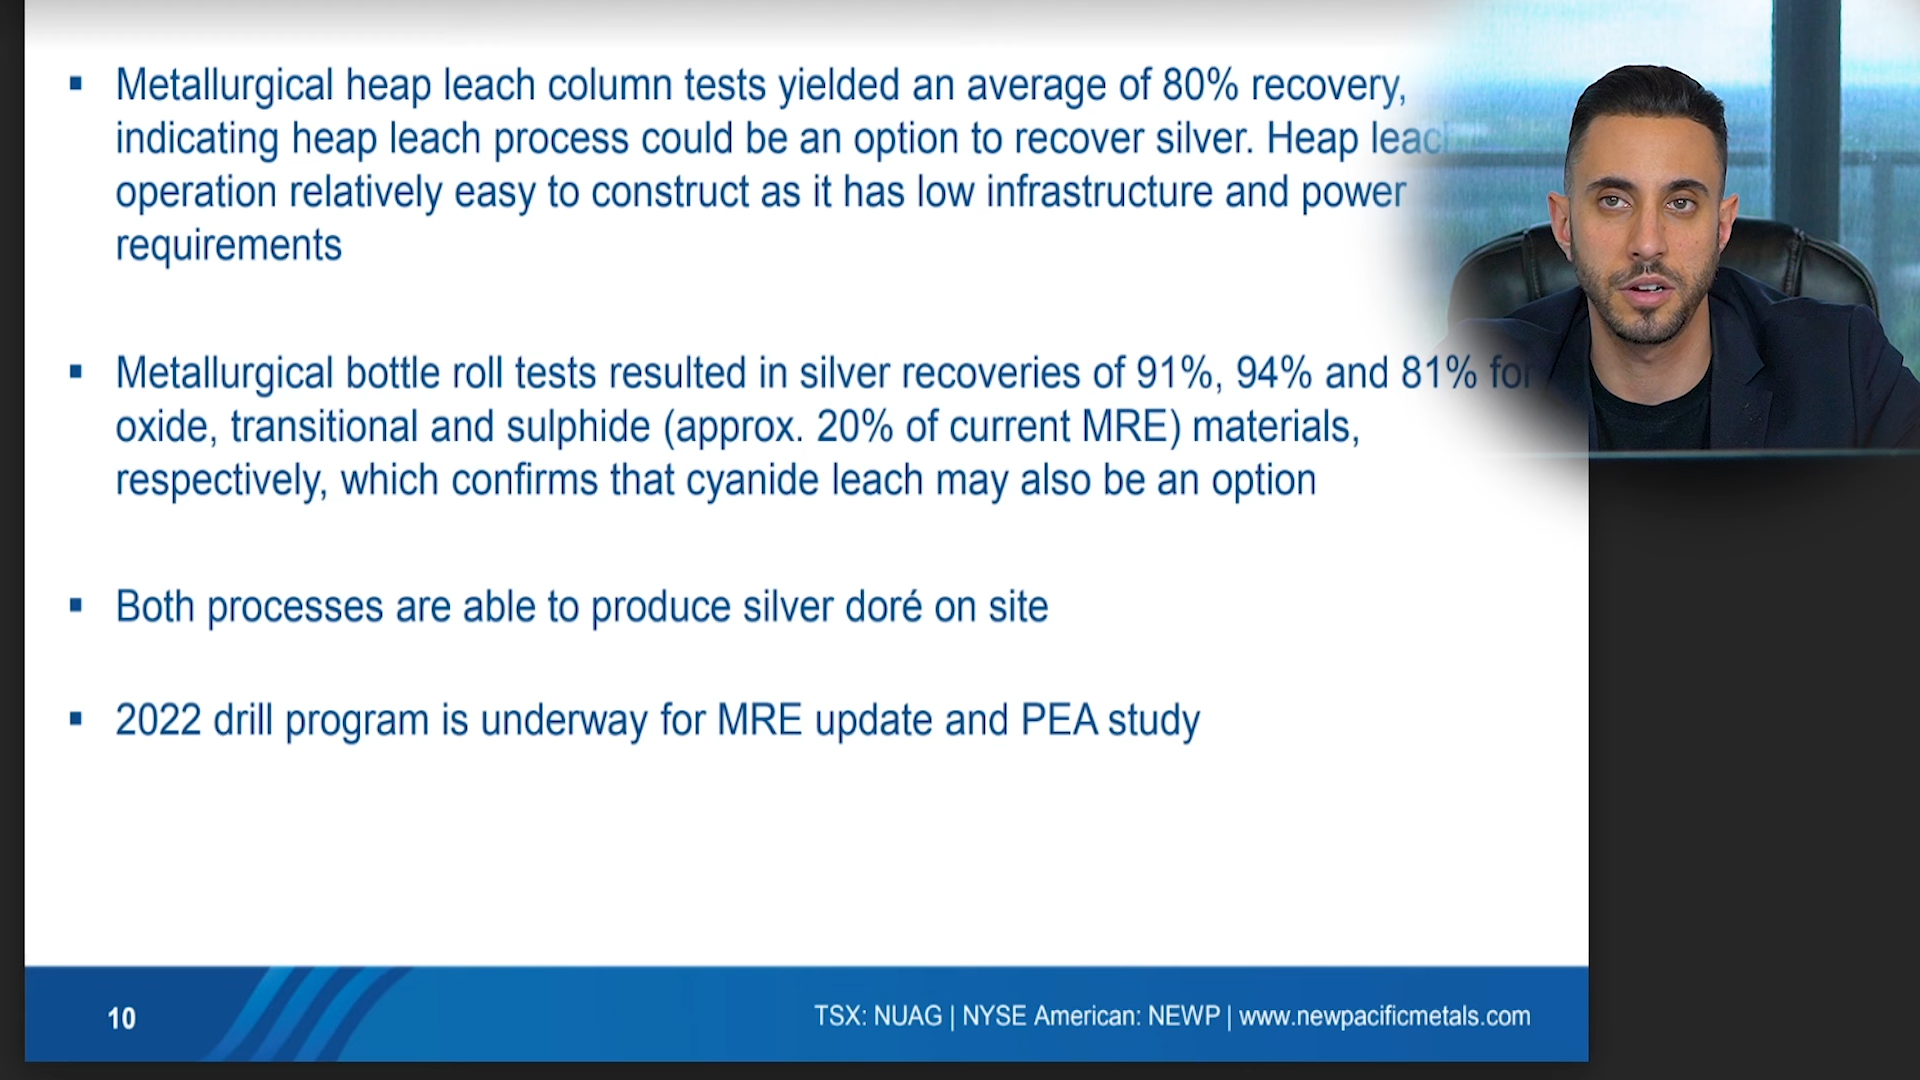 ▪ Metallurgical heap leach column tests yielded an average of 80% recovery,
indicating heap leach process could be an option to recover silver. Heap leach
operation relatively easy to construct as it has low infrastructure and power
requirements
▪ Metallurgical bottle roll tests resulted in silver recoveries of 91%, 94% and 81% for
oxide, transitional and sulphide (approx. 20% of current MRE) materials,
respectively, which confirms that cyanide leach may also be an option
▪ Both processes are able to produce silver doré on site
▪ 2022 drill program is underway for MRE update and PEA study
10
TSX: NUAG | NYSE American: NEWP | www.newpacificmetals.com